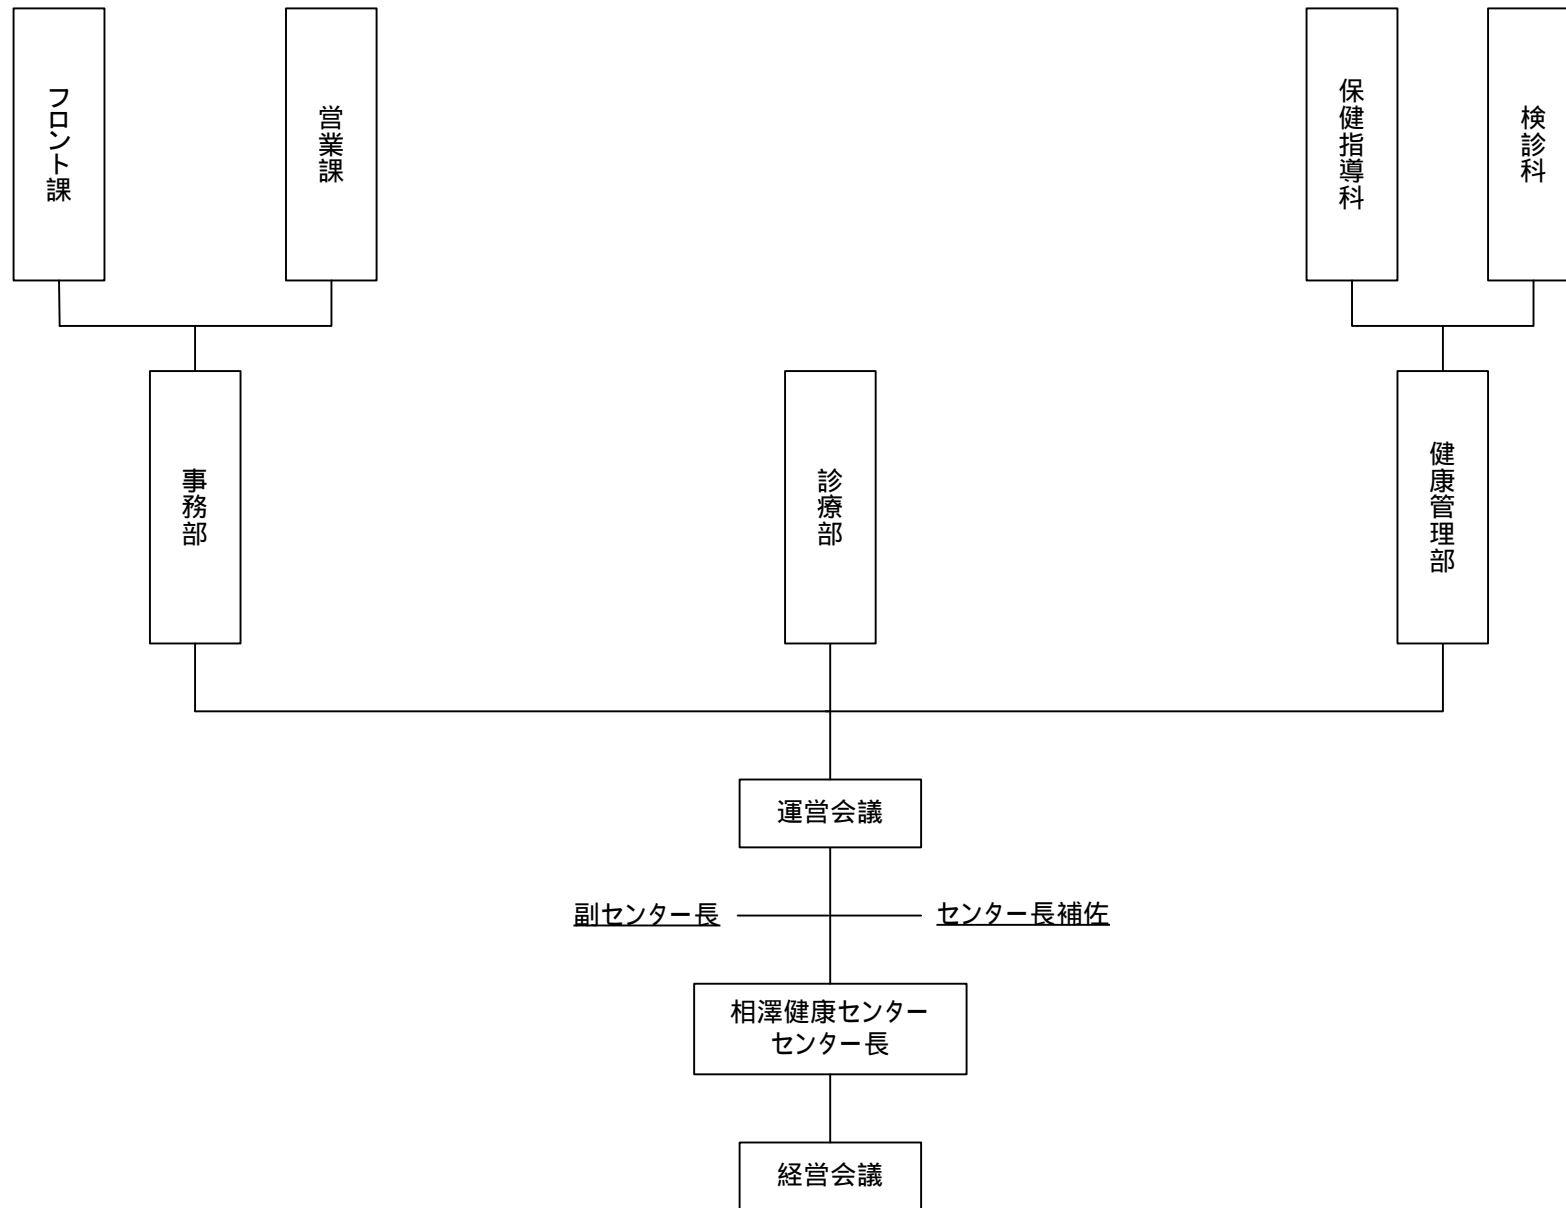 フロント課
営業課
保健指導科
検診科
事務部
診療部
健康管理部
運営会議
副センター長
センター長補佐
相澤健康センター
センター長
経営会議